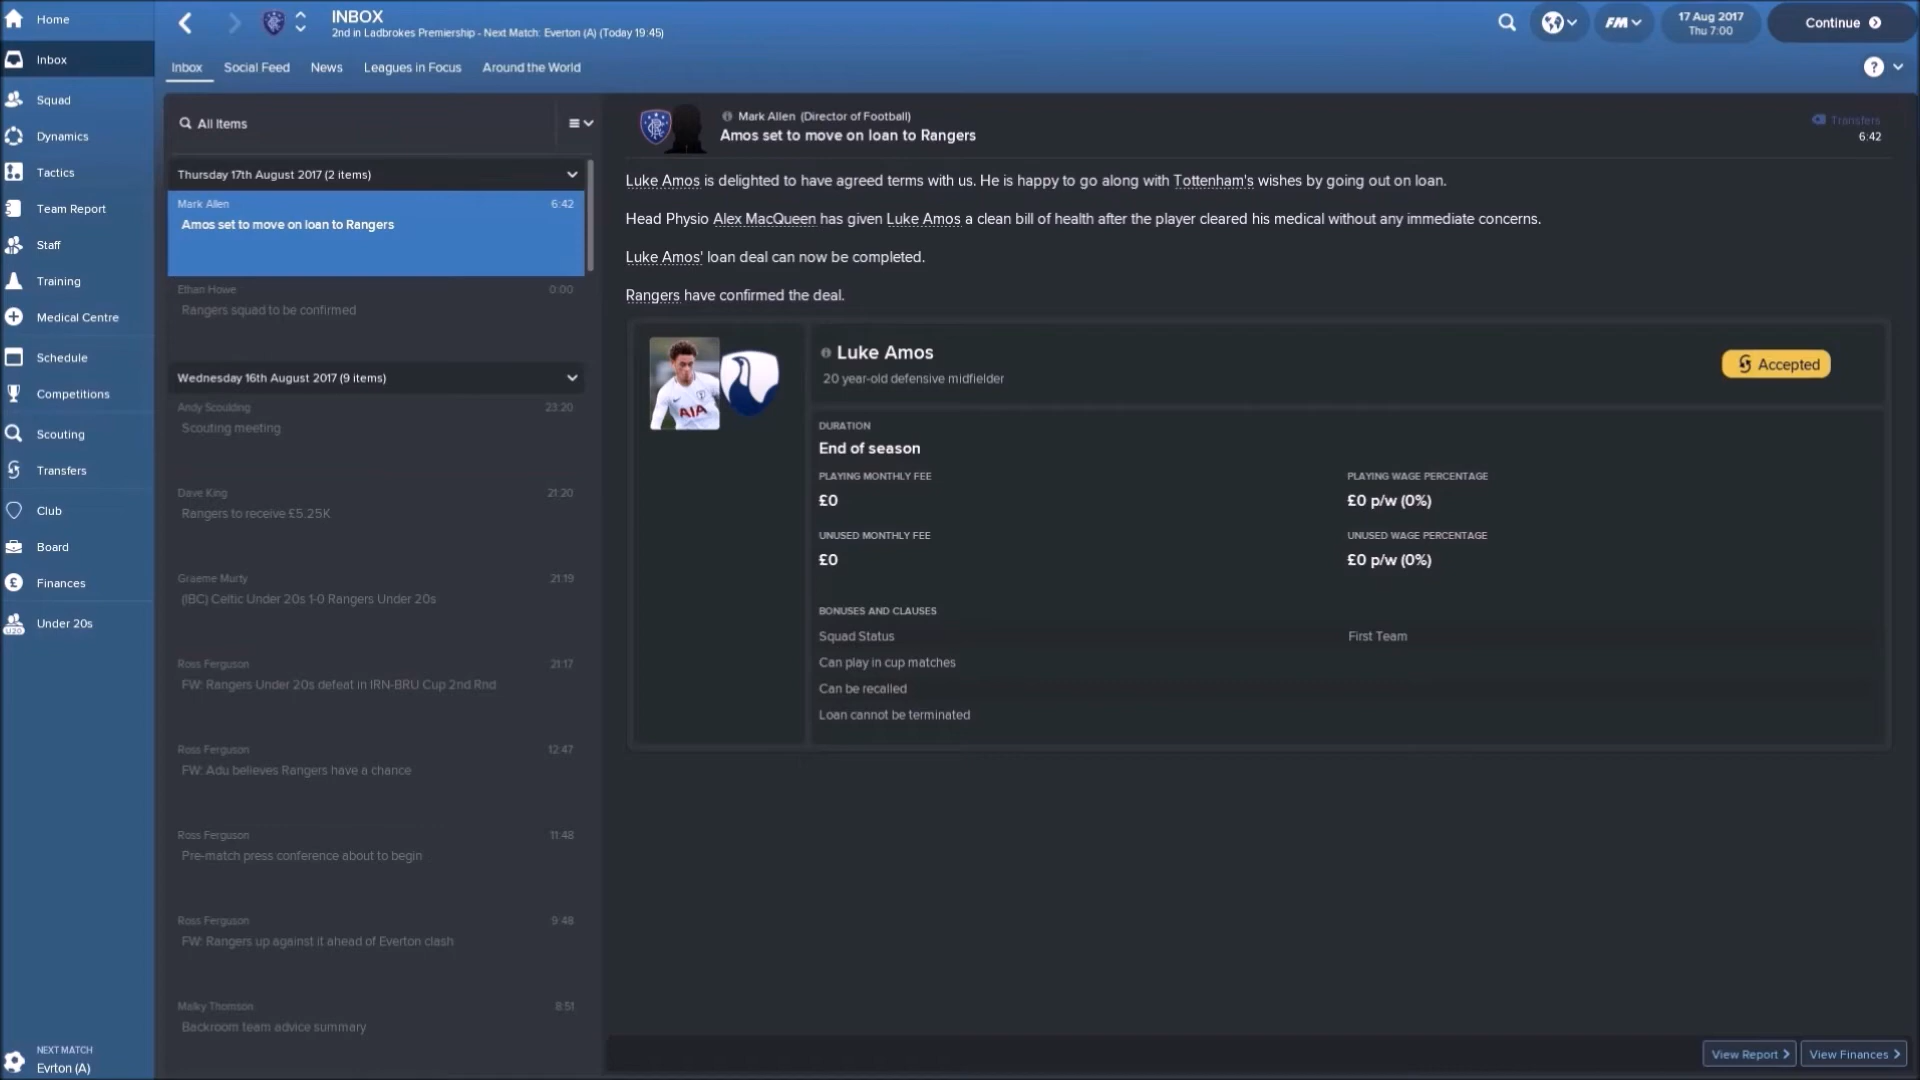 Home
Inbox
Squad
Dynamics
Tactics
Team Report
Staff
Training
Medical Centre
Schedule
Competitions
Scouting
Transfers
Club
Board
Finances
U20
Under 20s
NEXT MATCH
Evrton (A)
INBOX
2nd in Ladbrokes Premiership - Next Match: Everton (A) (Today 19:45)
FM
17 Aug 2017
Thu 7:00
Continue
Inbox Social Feed News Leagues in Focus Around the World
?
All Items
Thursday 17th August 2017 (2 items)
Mark Allen 6:42
Amos set to move on loan to Rangers
Ethan Howe 0:00
Rangers squad to be confirmed
Wednesday 16th August 2017 (9 items)
Andy Scoulding 23:20
Scouting meeting
Dave King 21:20
Rangers to receive £5.25K
Graeme Murty 21:19
(IBC) Celtic Under 20s 1-0 Rangers Under 20s
Ross Ferguson 21:17
FW: Rangers Under 20s defeat in IRN-BRU Cup 2nd Rnd
Ross Ferguson 12:47
FW: Adu believes Rangers have a chance
Ross Ferguson 11:48
Pre-match press conference about to begin
Ross Ferguson 9:48
FW: Rangers up against it ahead of Everton clash
Malky Thomson 8:51
Backroom team advice summary
Mark Allen (Director of Football)
Amos set to move on loan to Rangers
Transfers
6:42
Luke Amos is delighted to have agreed terms with us. He is happy to go along with Tottenham's wishes by going out on loan.
Head Physio Alex MacQueen has given Luke Amos a clean bill of health after the player cleared his medical without any immediate concerns.
Luke Amos' loan deal can now be completed.
Rangers have confirmed the deal.
AIA
Luke Amos
20 year-old defensive midfielder
Accepted
DURATION
End of season
PLAYING MONTHLY FEE PLAYING WAGE PERCENTAGE
£0 £0 p/w (0%)
UNUSED MONTHLY FEE UNUSED WAGE PERCENTAGE
£0 £0 p/w (0%)
BONUSES AND CLAUSES
Squad Status First Team
Can play in cup matches
Can be recalled
Loan cannot be terminated
View Report View Finances